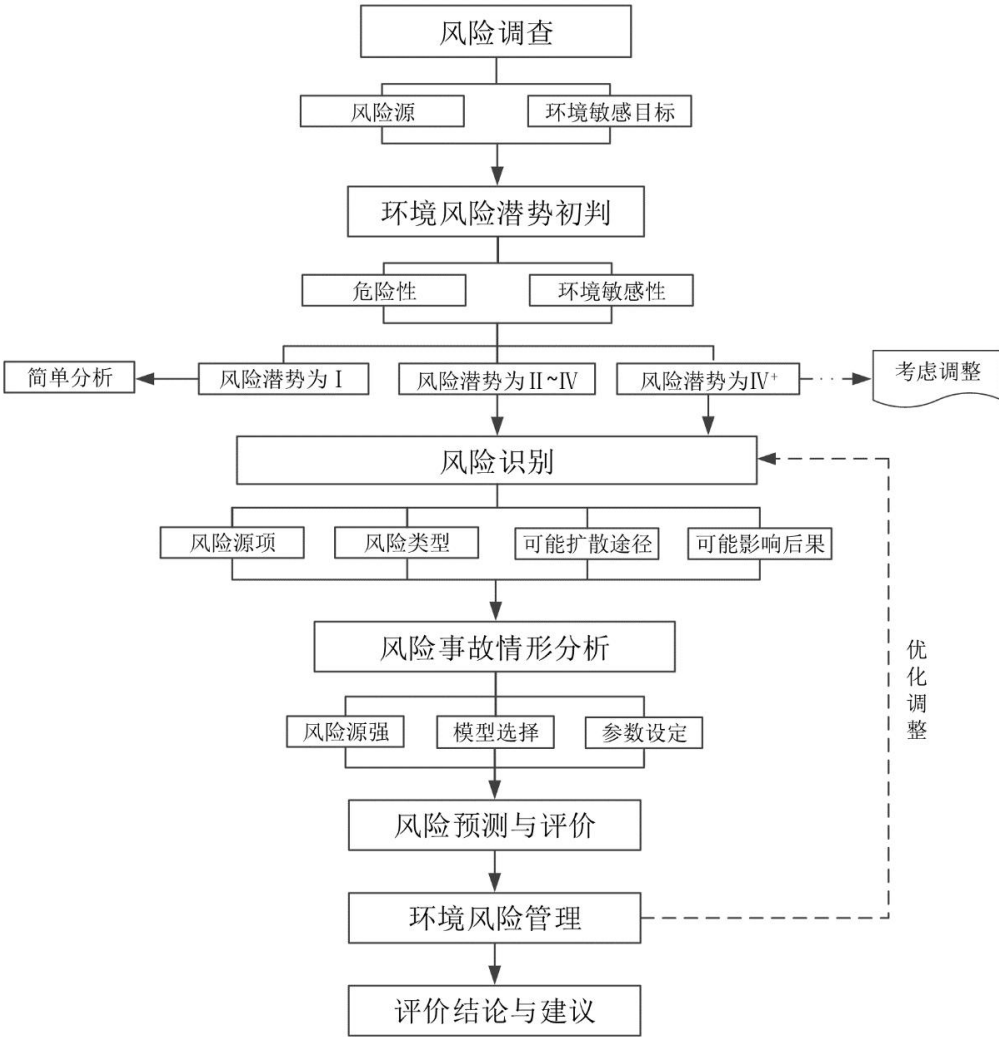 风险调查
风险源
环境敏感目标
环境风险潜势初判
危险性
环境敏感性
简单分析
风险潜势为Ⅰ
风险潜势为Ⅱ~Ⅳ
风险潜势为Ⅳ⁺
考虑调整
风险识别
风险源项
风险类型
可能扩散途径
可能影响后果
风险事故情形分析
优化调整
风险源强
模型选择
参数设定
风险预测与评价
环境风险管理
评价结论与建议